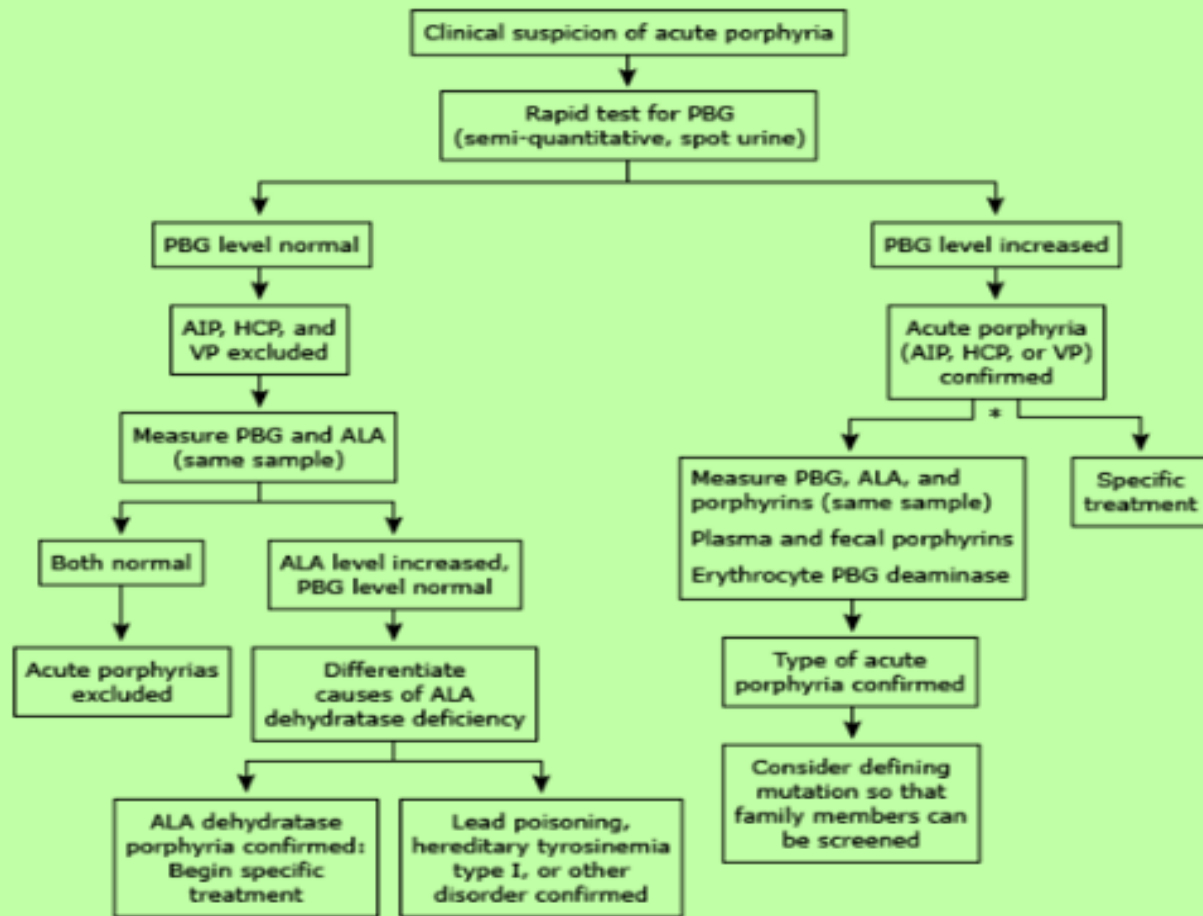 Clinical suspicion of acute porphyria
Rapid test for PBG
(semi-quantitative, spot urine)
PBG level normal
PBG level increased
AIP, HCP, and
VP excluded
Acute porphyria
(AIP, HCP, or VP)
confirmed
*
Measure PBG and ALA
(same sample)
Measure PBG, ALA, and
porphyrins (same sample)
Plasma and fecal porphyrins
Erythrocyte PBG deaminase
Specific
treatment
Both normal
ALA level increased,
PBG level normal
Acute porphyrias
excluded
Differentiate
causes of ALA
dehydratase deficiency
Type of acute
porphyria confirmed
ALA dehydratase
porphyria confirmed:
Begin specific
treatment
Lead poisoning,
hereditary tyrosinemia
type I, or other
disorder confirmed
Consider defining
mutation so that
family members can
be screened